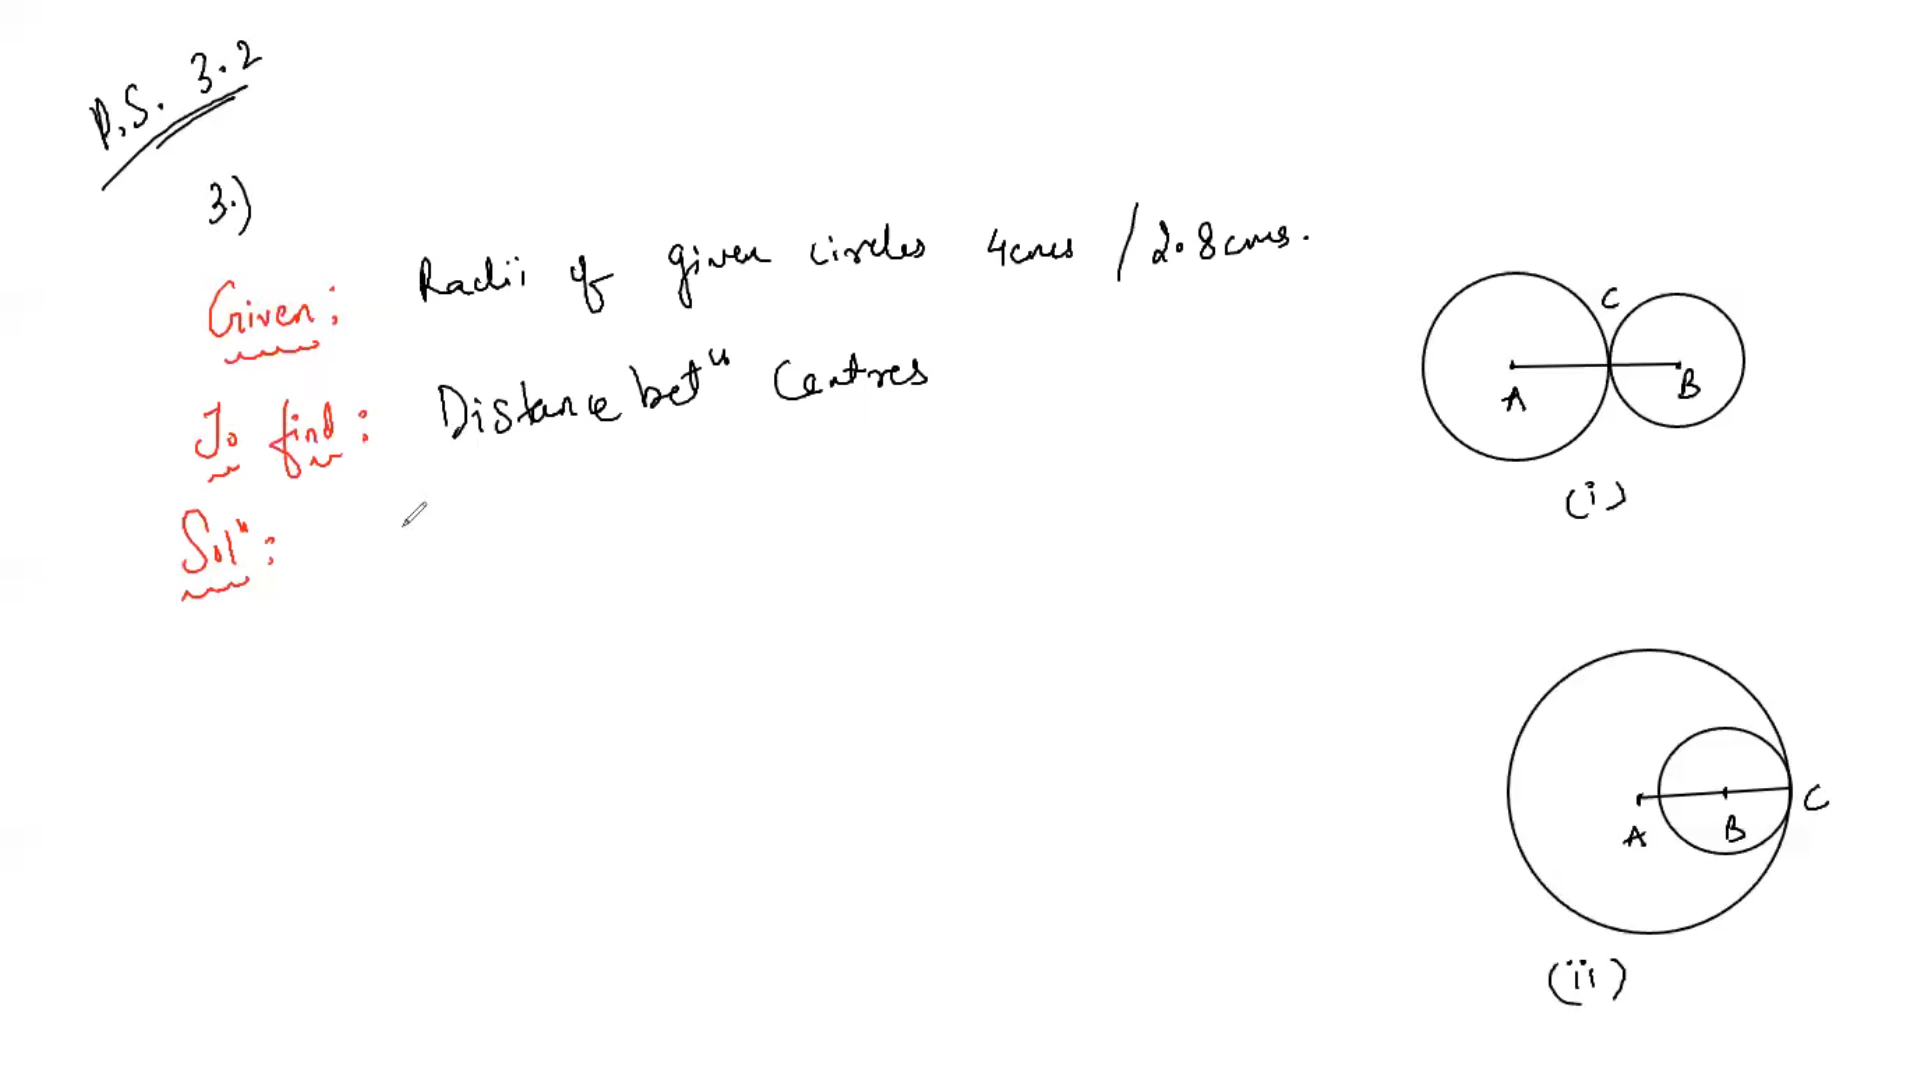 P.S. 3.2
3.)
Given: Radii of given circles 4cms / 2.8cms.
To find: Distance betⁿ Centres
Solⁿ:
C
A
B
(i)
A
B
C
(ii)